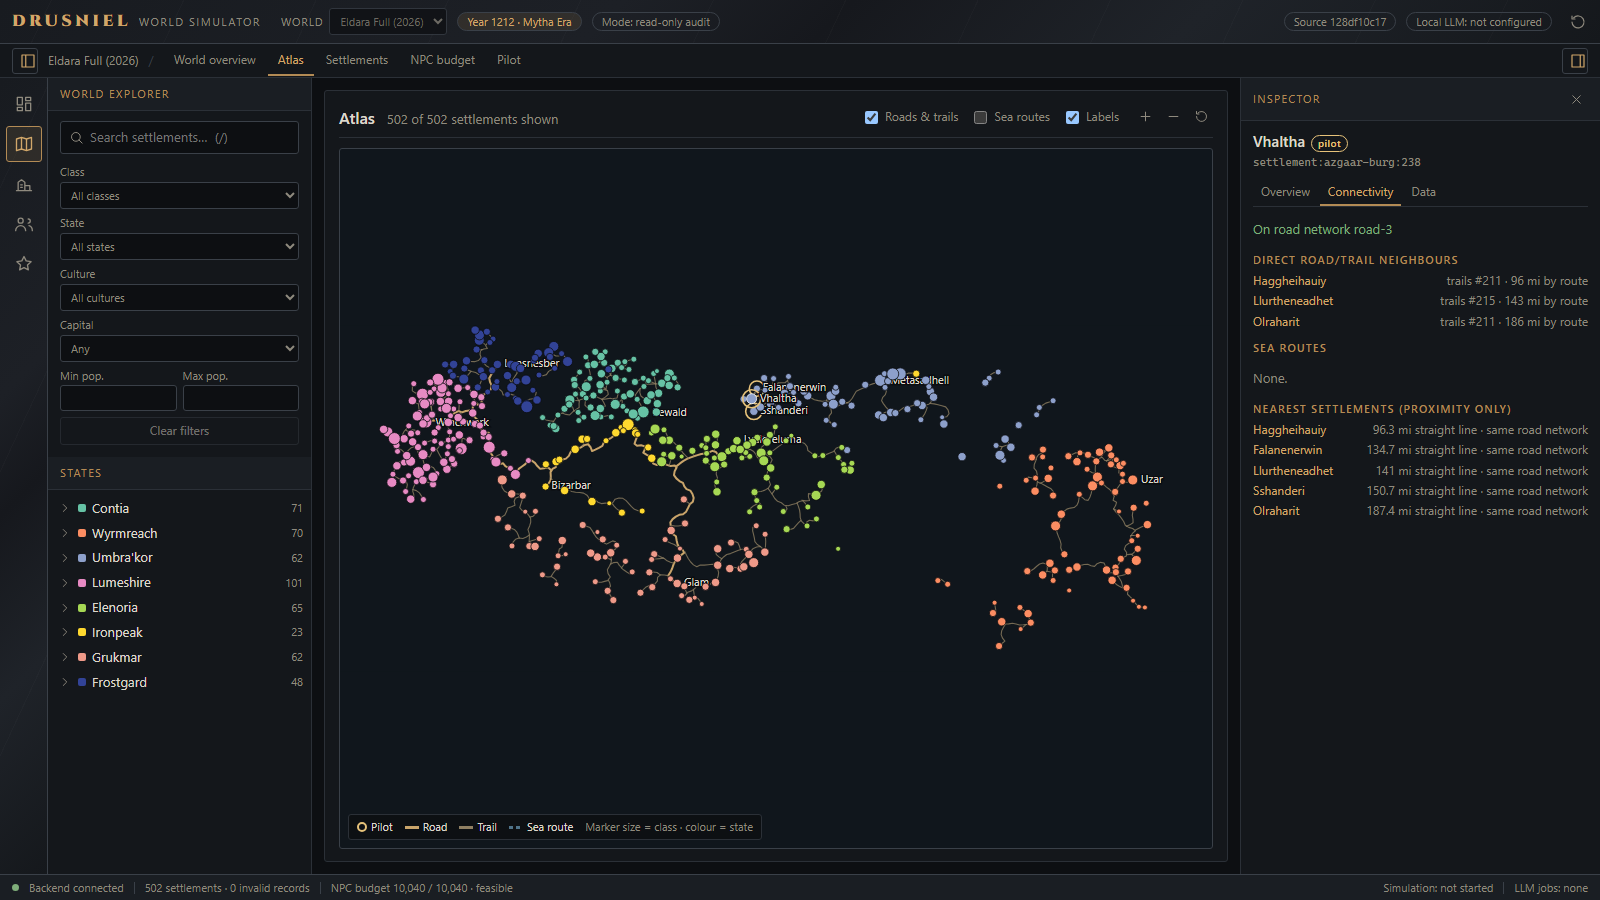 DRUSNIEL WORLD SIMULATOR WORLD Eldara Full (2026) Year 1212 · Mytha Era Mode: read-only audit Source 128df10c17 Local LLM: not configured
Eldara Full (2026) / World overview Atlas Settlements NPC budget Pilot
WORLD EXPLORER
Search settlements... (/)
Class
All classes
State
All states
Culture
All cultures
Capital
Any
Min pop. Max pop.
Clear filters
STATES
Contia 71
Wyrmreach 70
Umbra'kor 62
Lumeshire 101
Elenoria 65
Ironpeak 23
Grukmar 62
Frostgard 48
Atlas 502 of 502 settlements shown Roads & trails Sea routes Labels
Falanenerwin
Vhaltha
Sshanderi
Bizarbar
Uzar
Glam
Pilot Road Trail Sea route Marker size = class · colour = state
INSPECTOR
Vhaltha pilot
settlement:azgaar-burg:238
Overview Connectivity Data
On road network road-3
DIRECT ROAD/TRAIL NEIGHBOURS
Haggheihauiy trails #211 · 96 mi by route
Llurtheneadhet trails #215 · 143 mi by route
Olraharit trails #211 · 186 mi by route
SEA ROUTES
None.
NEAREST SETTLEMENTS (PROXIMITY ONLY)
Haggheihauiy 96.3 mi straight line · same road network
Falanenerwin 134.7 mi straight line · same road network
Llurtheneadhet 141 mi straight line · same road network
Sshanderi 150.7 mi straight line · same road network
Olraharit 187.4 mi straight line · same road network
Backend connected 502 settlements · 0 invalid records NPC budget 10,040 / 10,040 · feasible Simulation: not started LLM jobs: none